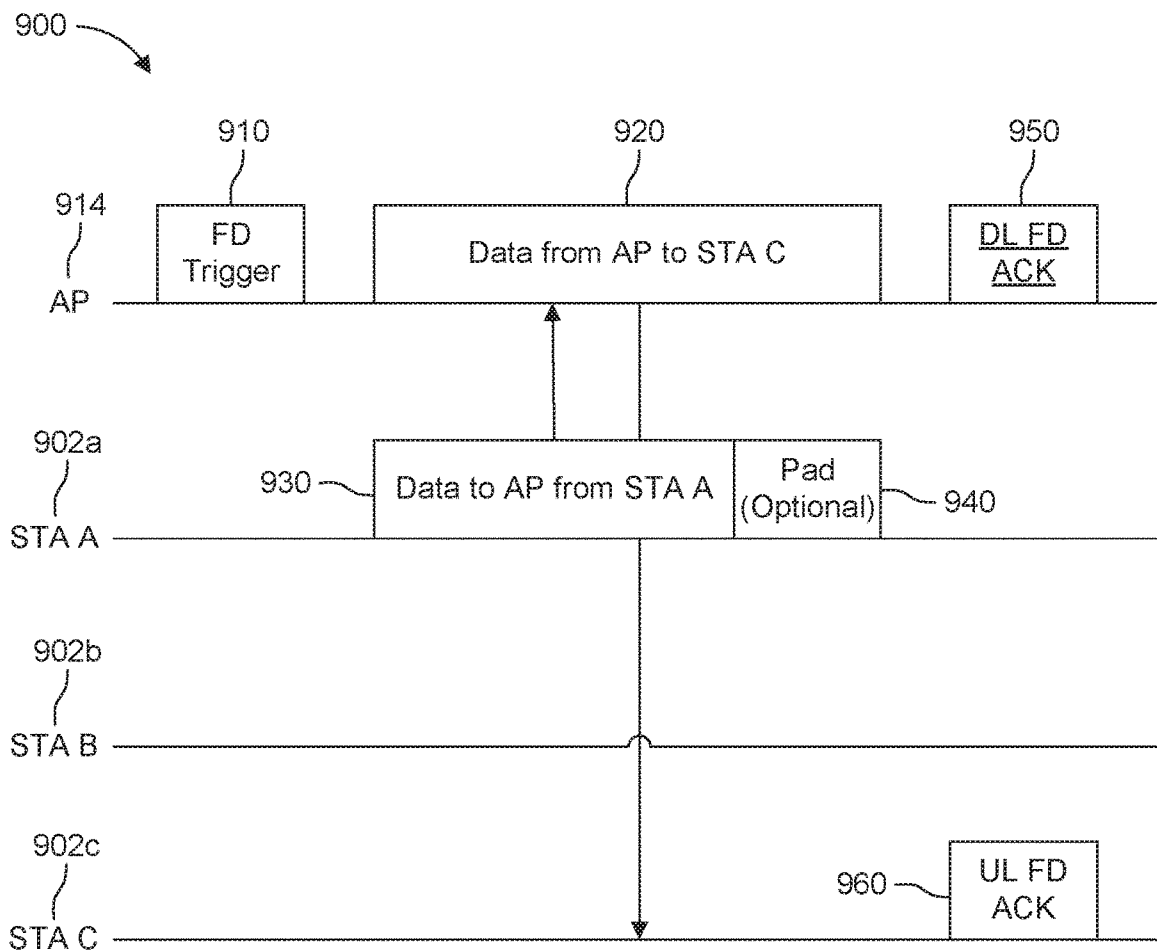 900
910
920
950
914
FD
Trigger
Data from AP to STA C
DL FD
ACK
AP
902a
930
Data to AP from STA A
Pad
(Optional)
940
STA A
902b
STA B
902c
960
UL FD
ACK
STA C